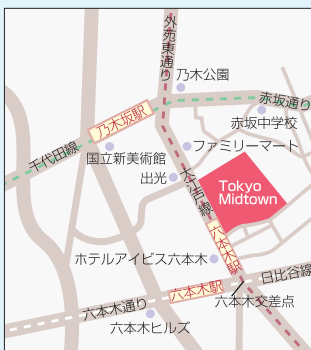 外苑東通り
乃木公園
赤坂通り
乃木坂駅
赤坂中学校
千代田線
国立新美術館
ファミリーマート
出光
大江戸線
Tokyo
Midtown
六本木駅
ホテルアイビス六本木
日比谷線
六本木駅
六本木交差点
六本木通り
六本木ヒルズ